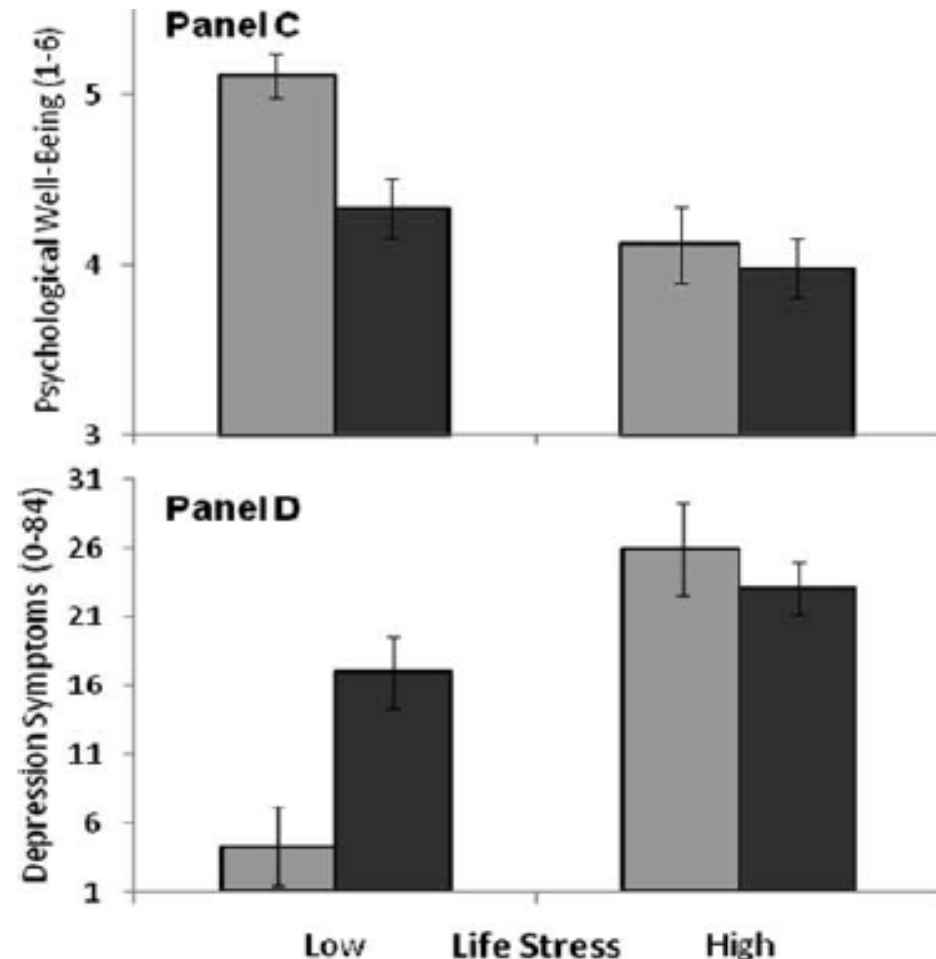 Panel C
Psychological Well-Being (1-6)
5
4
3
Panel D
Depression Symptoms (0-84)
31
26
21
16
11
6
1
Low Life Stress High